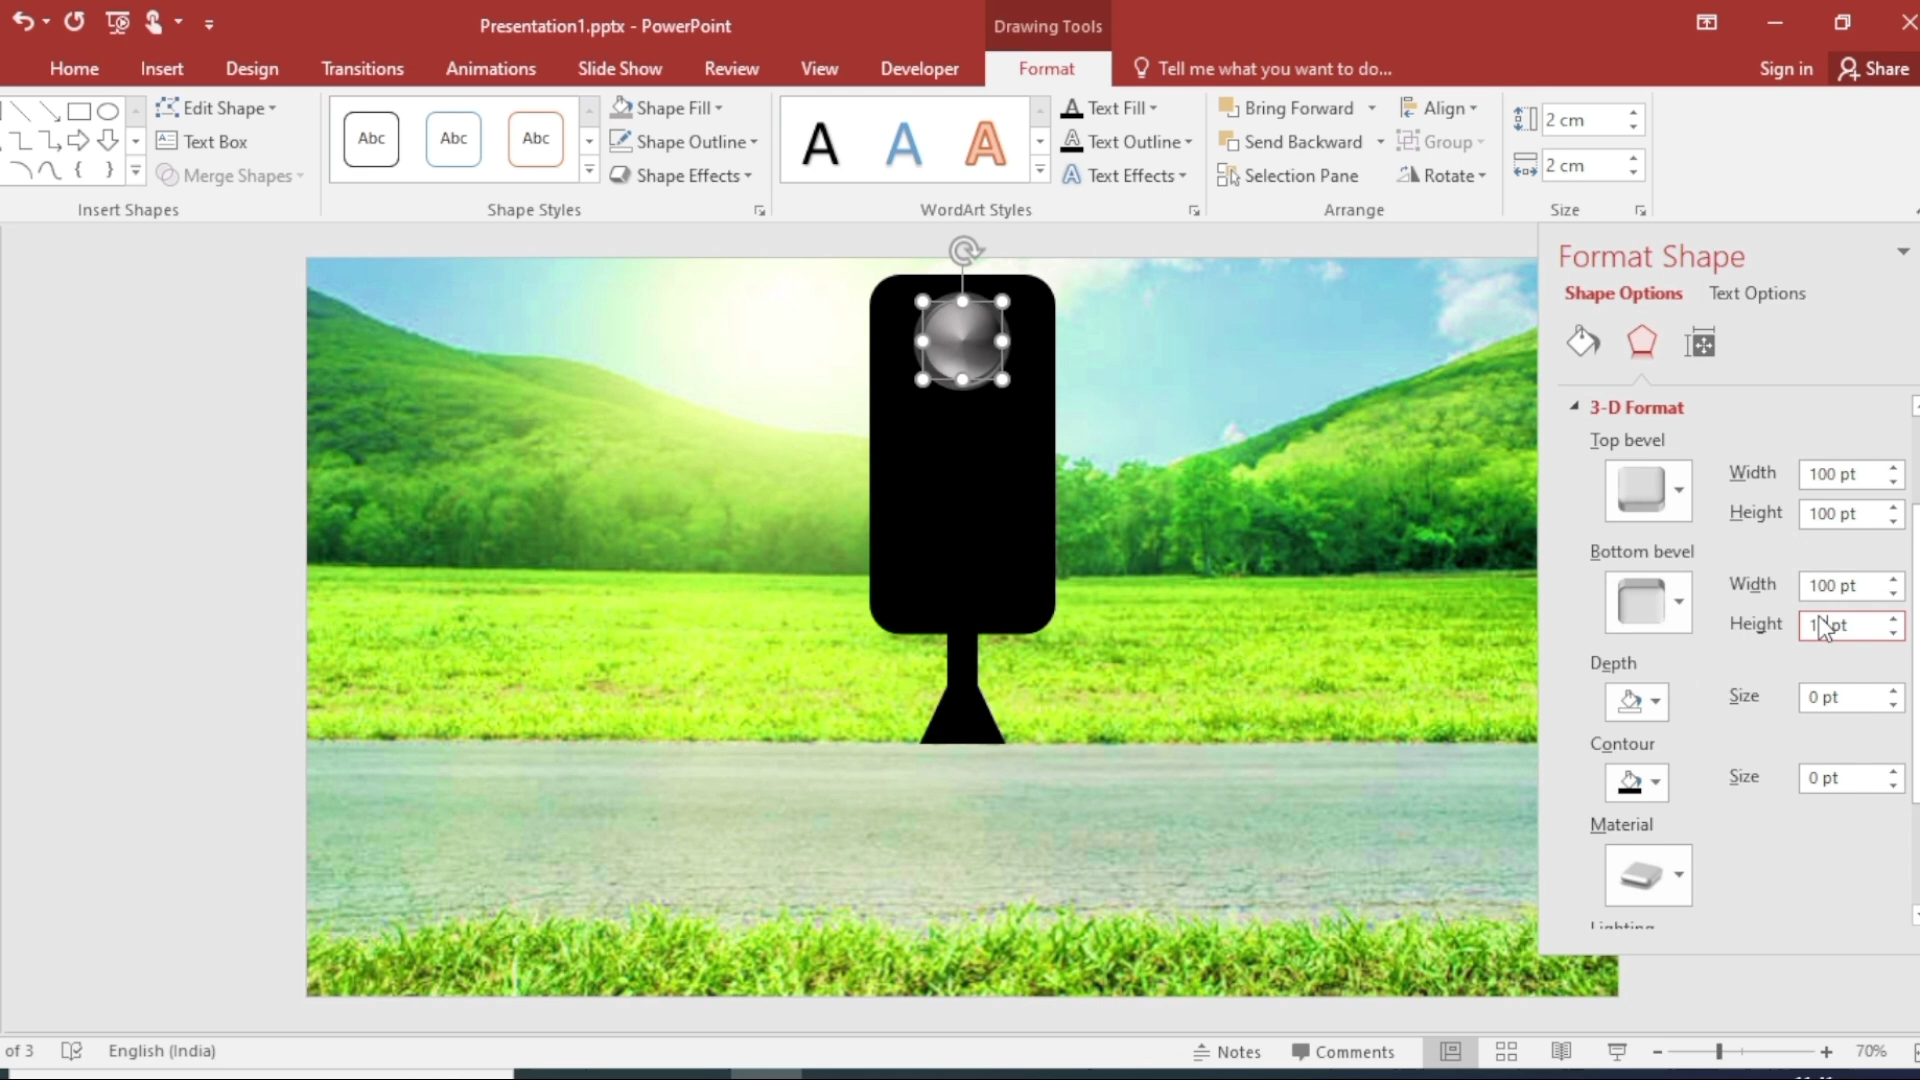 Presentation1.pptx - PowerPoint
Drawing Tools
Home Insert Design Transitions Animations Slide Show Review View Developer Format Tell me what you want to do... Sign in Share
Edit Shape
Text Box
Merge Shapes
Insert Shapes
Abc Abc Abc
Shape Fill
Shape Outline
Shape Effects
Shape Styles
A A A
Text Fill
Text Outline
Text Effects
WordArt Styles
Bring Forward
Send Backward
Selection Pane
Align
Group
Rotate
Arrange
2 cm
2 cm
Size
Format Shape
Shape Options Text Options
3-D Format
Top bevel
Width 100 pt
Height 100 pt
Bottom bevel
Width 100 pt
Height pt
Depth
Size 0 pt
Contour
Size 0 pt
Material
Lighting
of 3 English (India) Notes Comments 70%